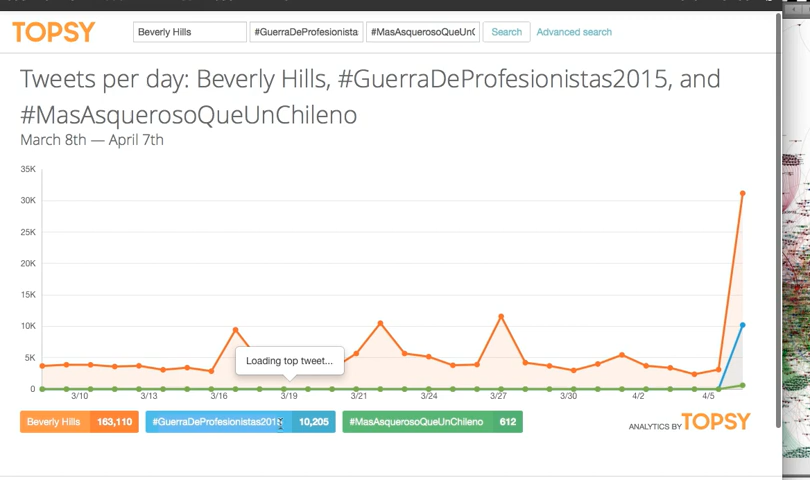 TOPSY
Beverly Hills
#GuerraDeProfesionista
#MasAsquerosoQueUn(
Search
Advanced search
Tweets per day: Beverly Hills, #GuerraDeProfesionistas2015, and
#MasAsquerosoQueUnChileno
March 8th — April 7th
35K
30K
25K
20K
15K
10K
5K
0
Loading top tweet...
3/10 3/13 3/16 3/19 3/21 3/24 3/27 3/30 4/2 4/5
Beverly Hills 163,110 #GuerraDeProfesionistas2015 10,205 #MasAsquerosoQueUnChileno 612
ANALYTICS BY TOPSY